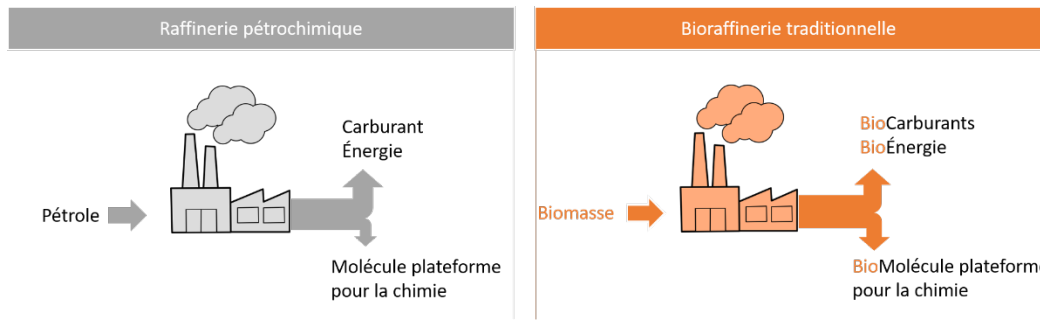 Raffinerie pétrochimique
Carburant
Énergie
Pétrole
Molécule plateforme
pour la chimie
Bioraffinerie traditionnelle
BioCarburants
BioÉnergie
Biomasse
BioMolécule plateforme
pour la chimie